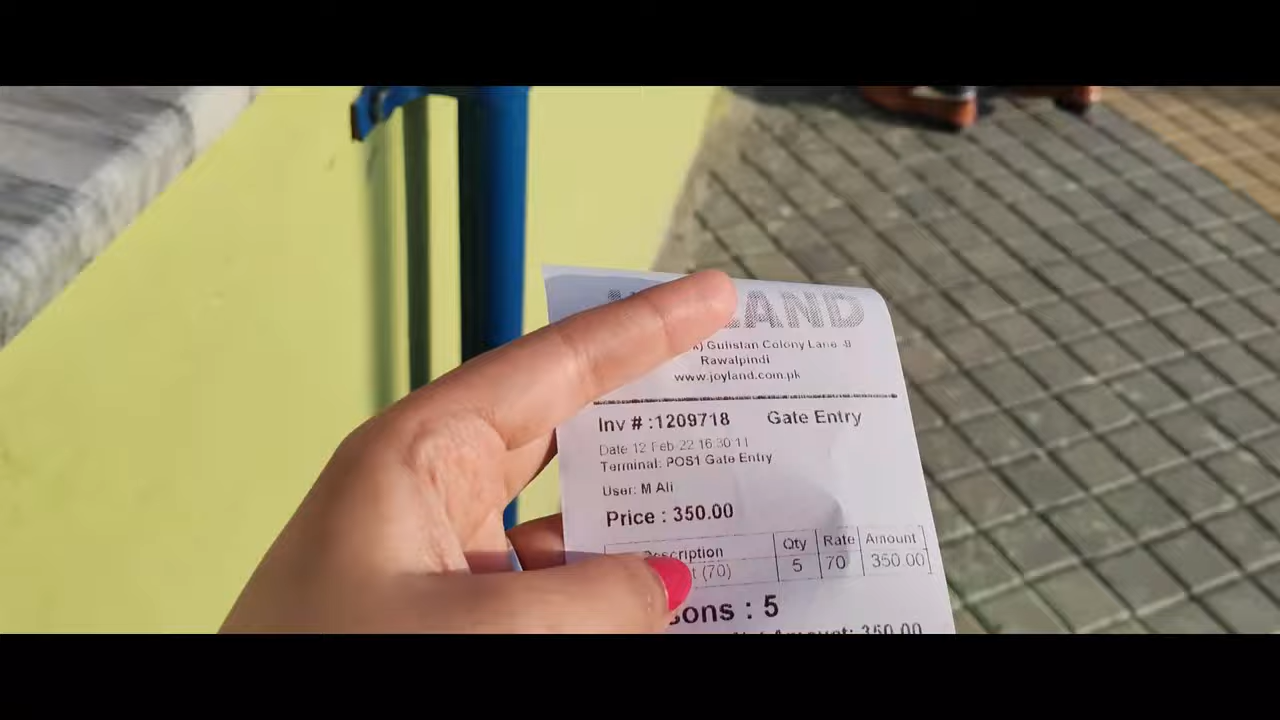 LAND
Gulistan Colony Lane -8
Rawalpindi
www.joyland.com.pk
Inv # :1209718 Gate Entry
Date 12 Feb-22 16:30:11
Terminal: POS1 Gate Entry
User: M Ali
Price : 350.00
Description Qty Rate Amount
(70) 5 70 350.00
sons : 5
Amount: 350.00